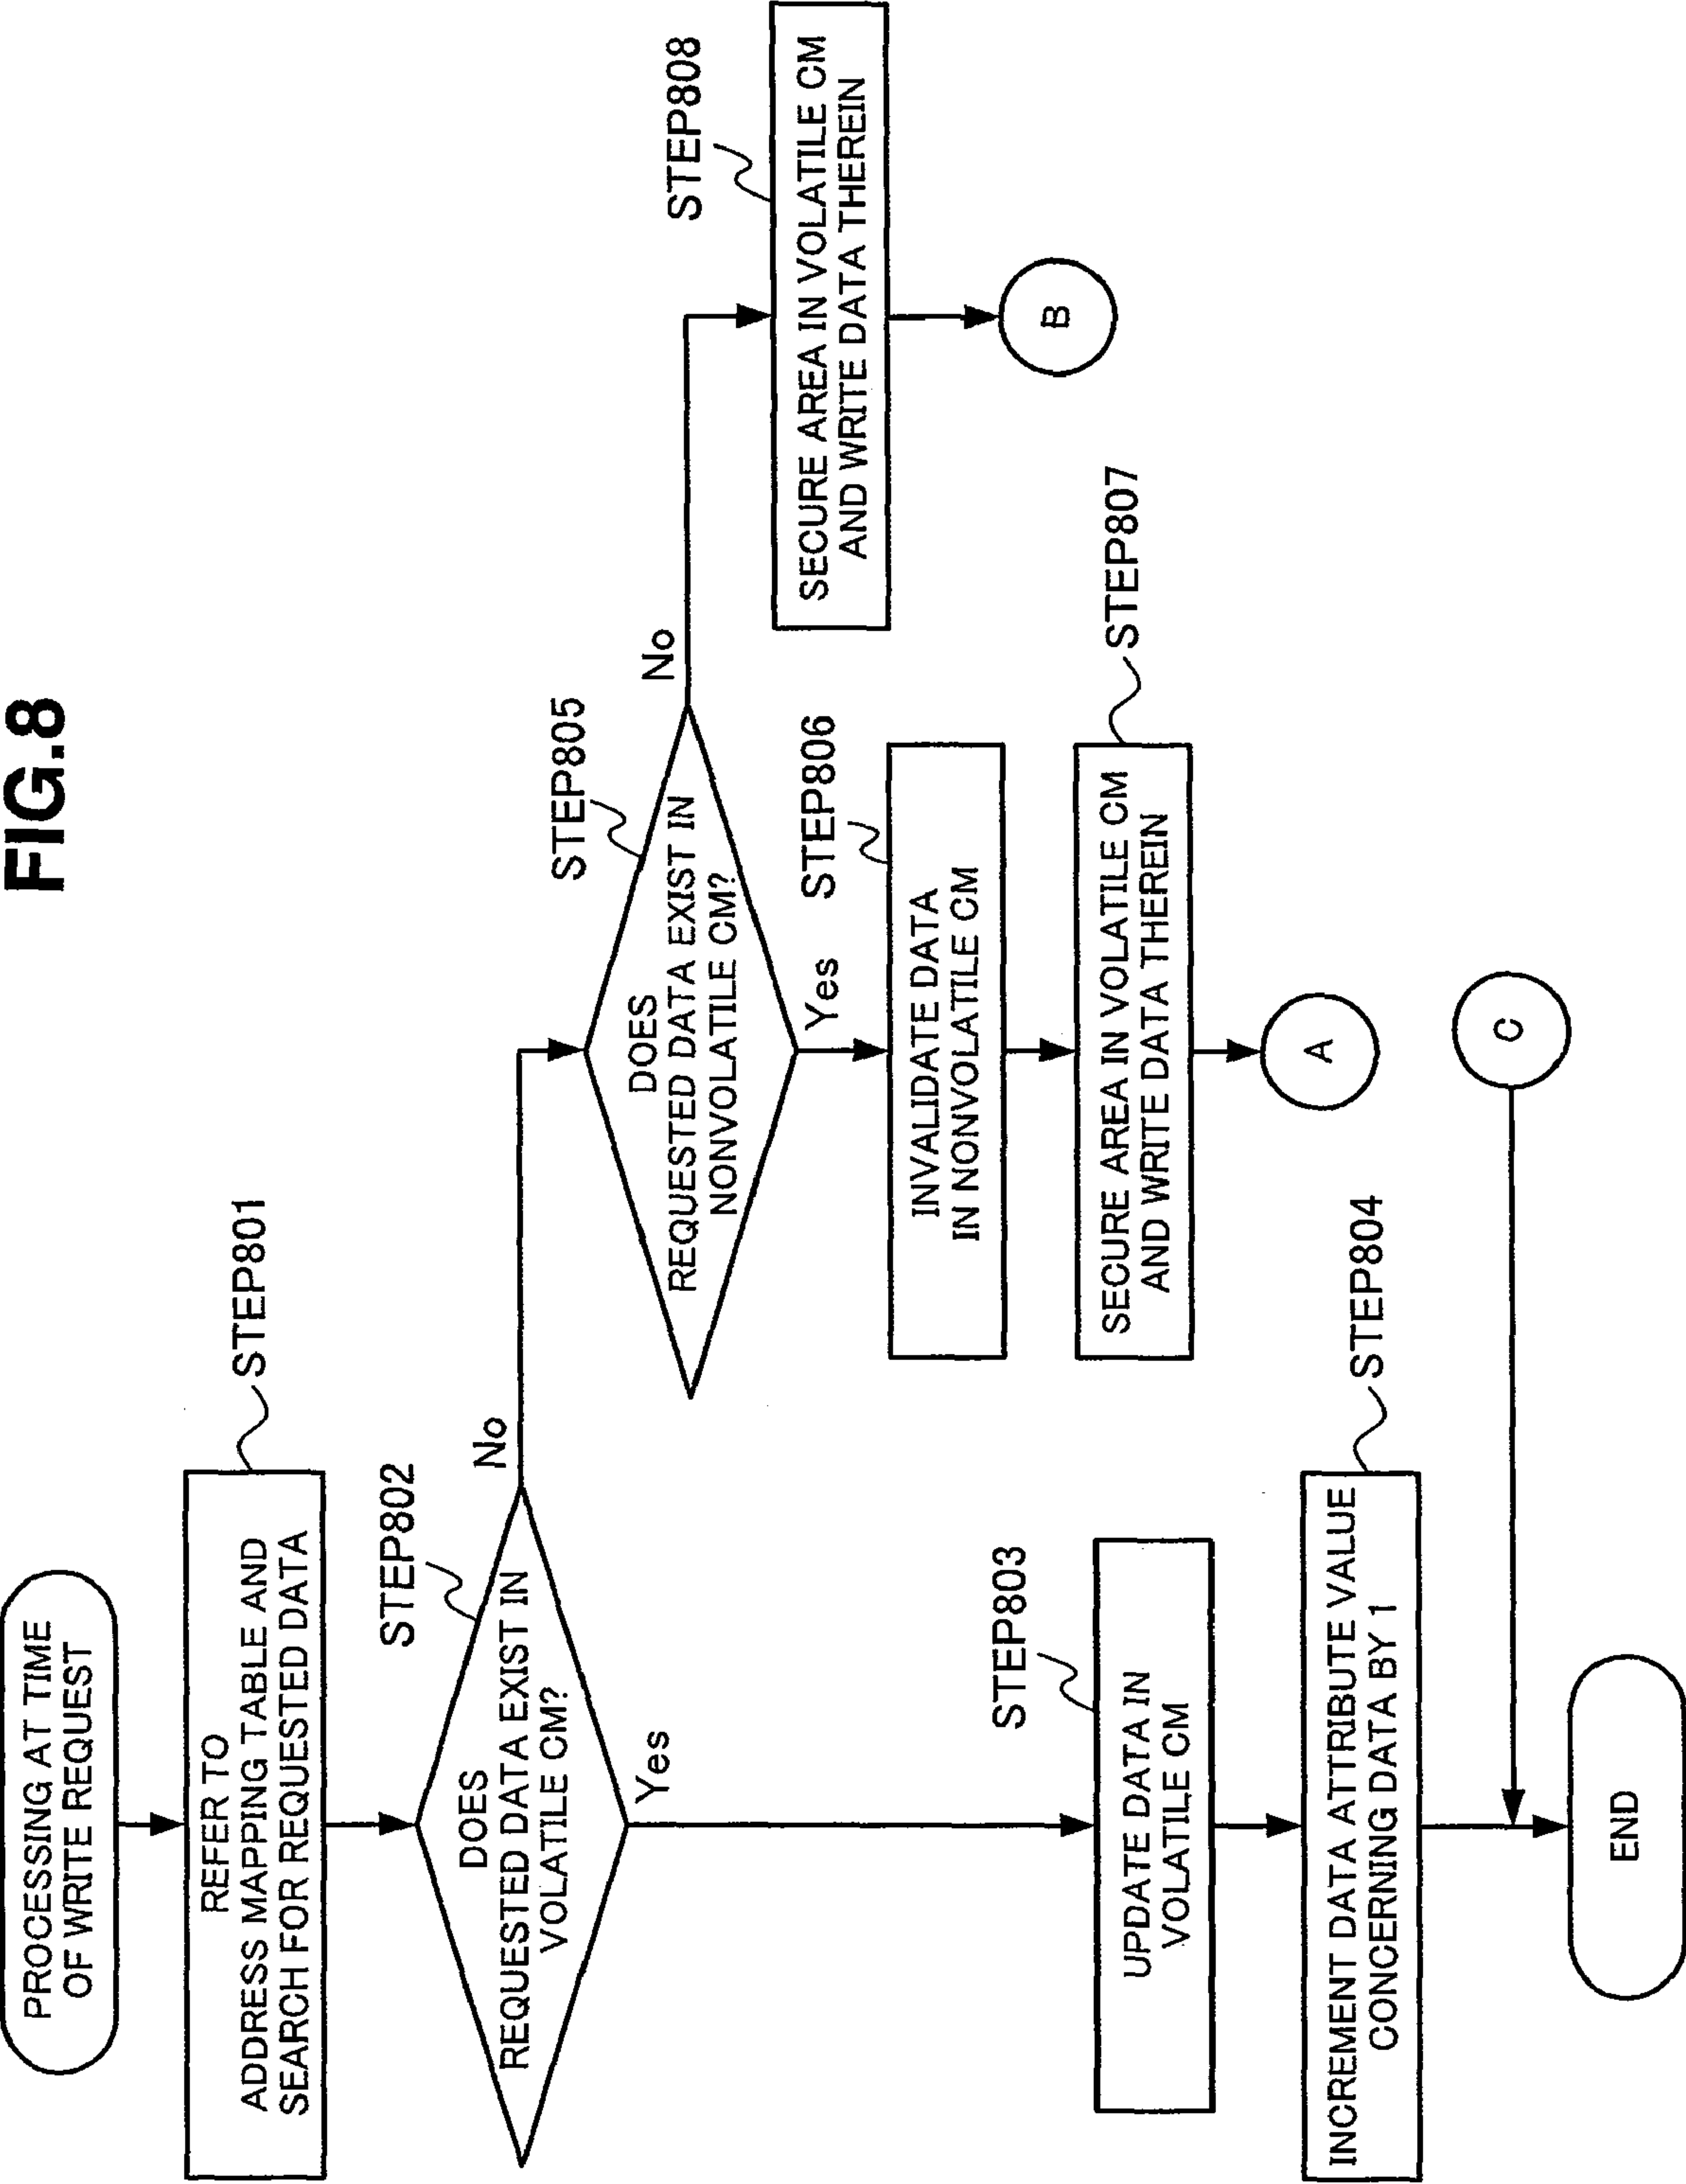 FIG.8
PROCESSING AT TIME
OF WRITE REQUEST
STEP801
REFER TO
ADDRESS MAPPING TABLE AND
SEARCH FOR REQUESTED DATA
STEP802
DOES
REQUESTED DATA EXIST IN
VOLATILE CM?
No
Yes
STEP803
UPDATE DATA IN
VOLATILE CM
STEP804
INCREMENT DATA ATTRIBUTE VALUE
CONCERNING DATA BY 1
END
STEP805
DOES
REQUESTED DATA EXIST IN
NONVOLATILE CM?
No
Yes
STEP806
INVALIDATE DATA
IN NONVOLATILE CM
STEP807
SECURE AREA IN VOLATILE CM
AND WRITE DATA THEREIN
A
C
STEP808
SECURE AREA IN VOLATILE CM
AND WRITE DATA THEREIN
B